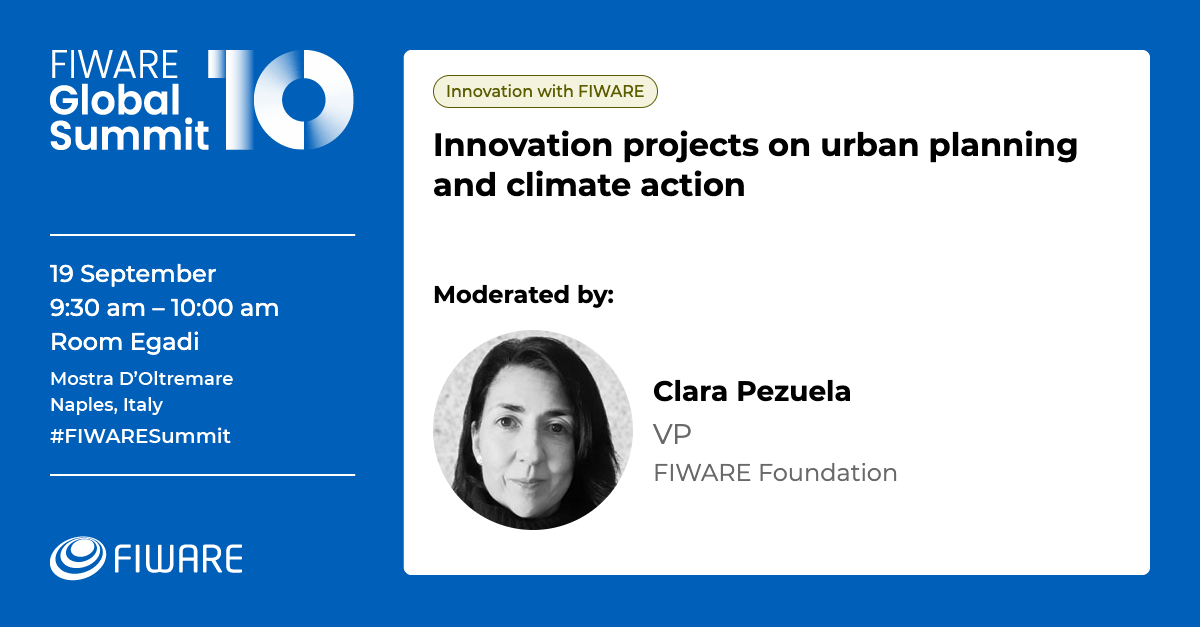 FIWARE
Global
Summit
10
19 September
9:30 am – 10:00 am
Room Egadi
Mostra D’Oltremare
Naples, Italy
#FIWARESummit
FIWARE
Innovation with FIWARE
Innovation projects on urban planning
and climate action
Moderated by:
Clara Pezuela
VP
FIWARE Foundation